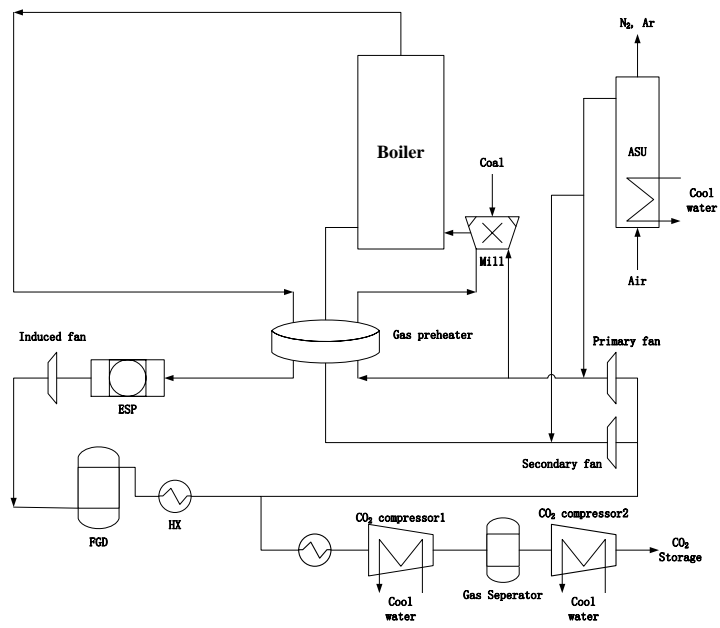 N₂, Ar
Boiler
ASU
Coal
Cool
water
Mill
Air
Induced fan
Gas preheater
Primary fan
ESP
Secondary fan
FGD
HX
CO₂ compressor1
CO₂ compressor2
CO₂
Storage
Gas Seperator
Cool
water
Cool
water